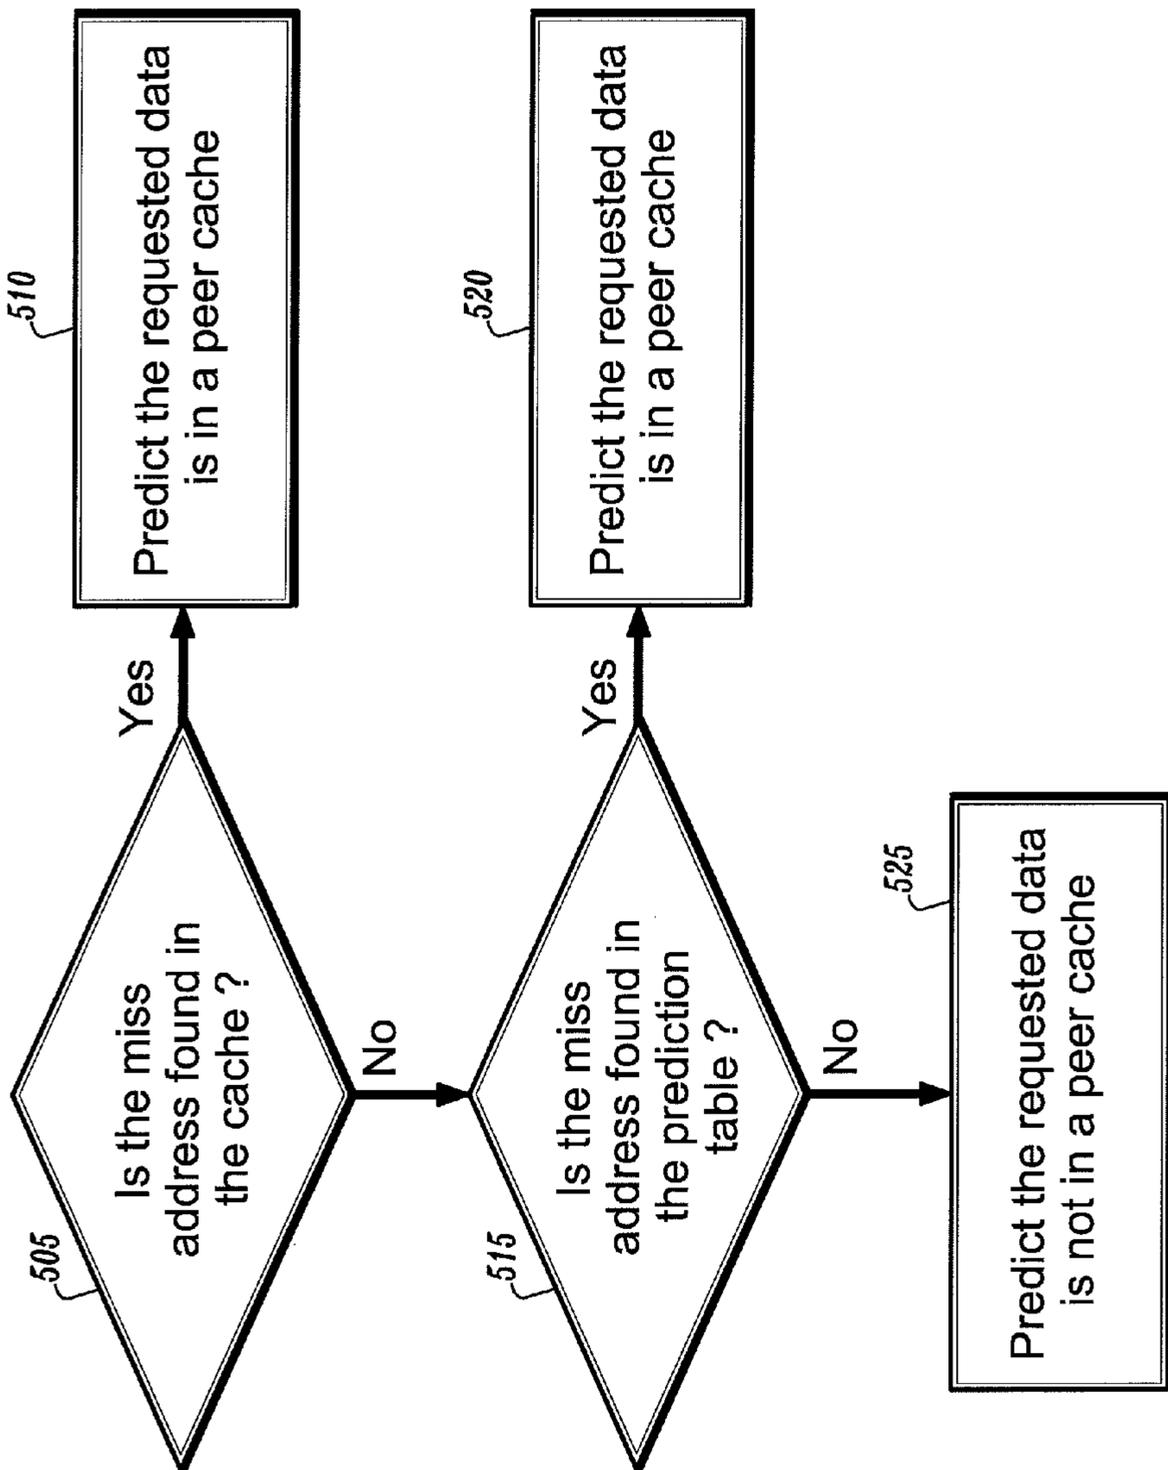 505
Is the miss
address found in
the cache ?
Yes
510
Predict the requested data
is in a peer cache
No
515
Is the miss
address found in
the prediction
table ?
Yes
520
Predict the requested data
is in a peer cache
No
525
Predict the requested data
is not in a peer cache